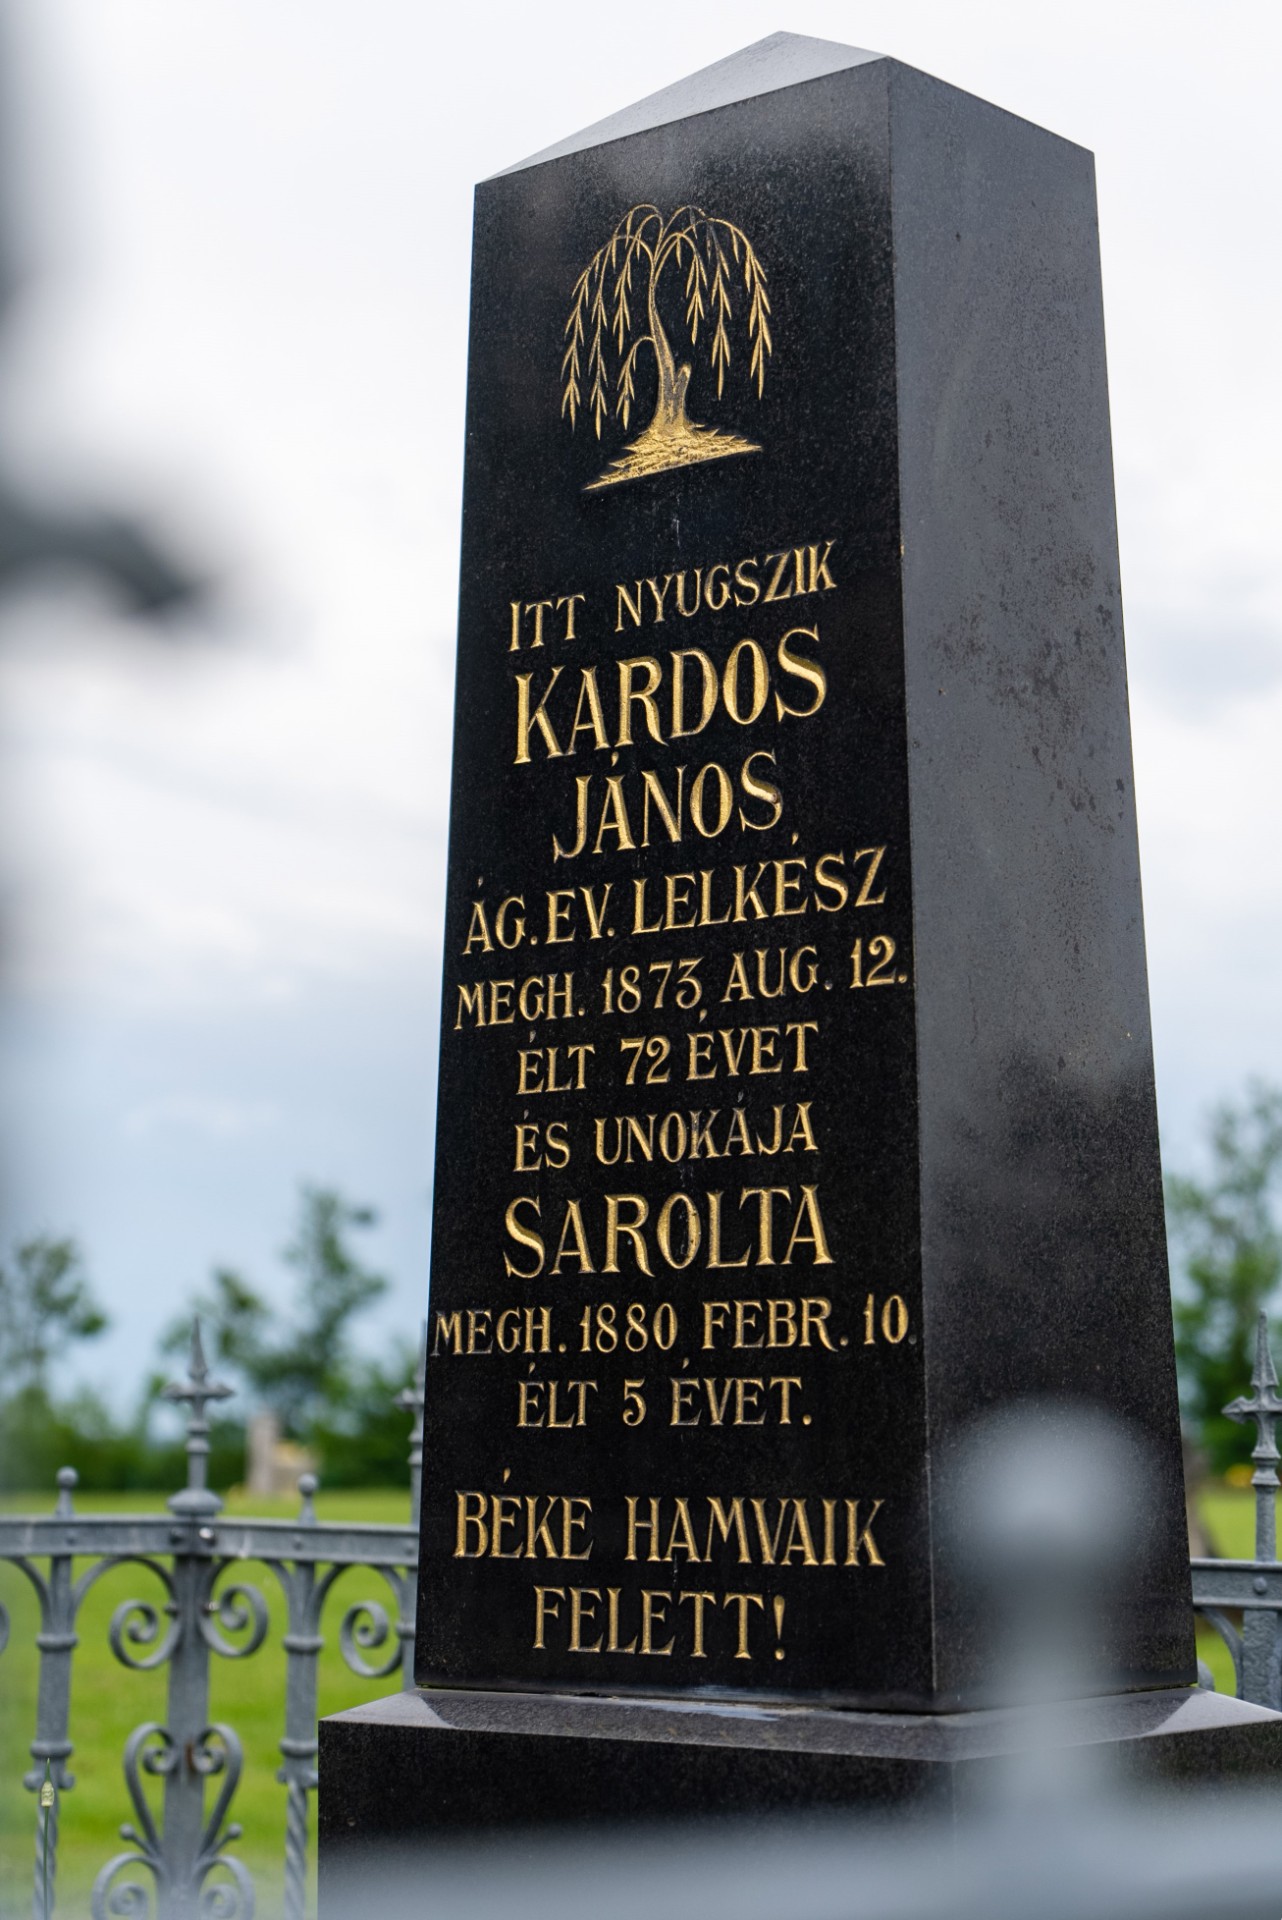 ITT NYUGSZIK
KARDOS
JÁNOS
ÁG. EV. LELKÉSZ
MEGH. 1873 AUG. 12.
ÉLT 72 ÉVET
ÉS UNOKÁJA
SAROLTA
MEGH. 1880 FEBR. 10.
ÉLT 5 ÉVET.
BÉKE HAMVAIK
FELETT!